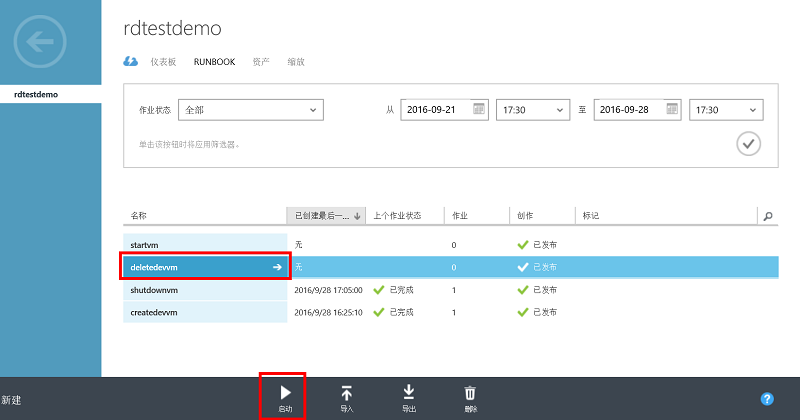 rdtestdemo
rdtestdemo
仪表板 RUNBOOK 资产 缩放
作业状态 全部 从 2016-09-21 17:30 至 2016-09-28 17:30
单击该按钮时将应用筛选器。
名称 已创建最后一... 上个作业状态 作业 创作 标记
startvm 无 0 已发布
deletedevvm 无 0 已发布
shutdownvm 2016/9/28 17:05:00 已完成 1 已发布
createdevvm 2016/9/28 16:25:10 已完成 1 已发布
新建 启动 导入 导出 删除 ?